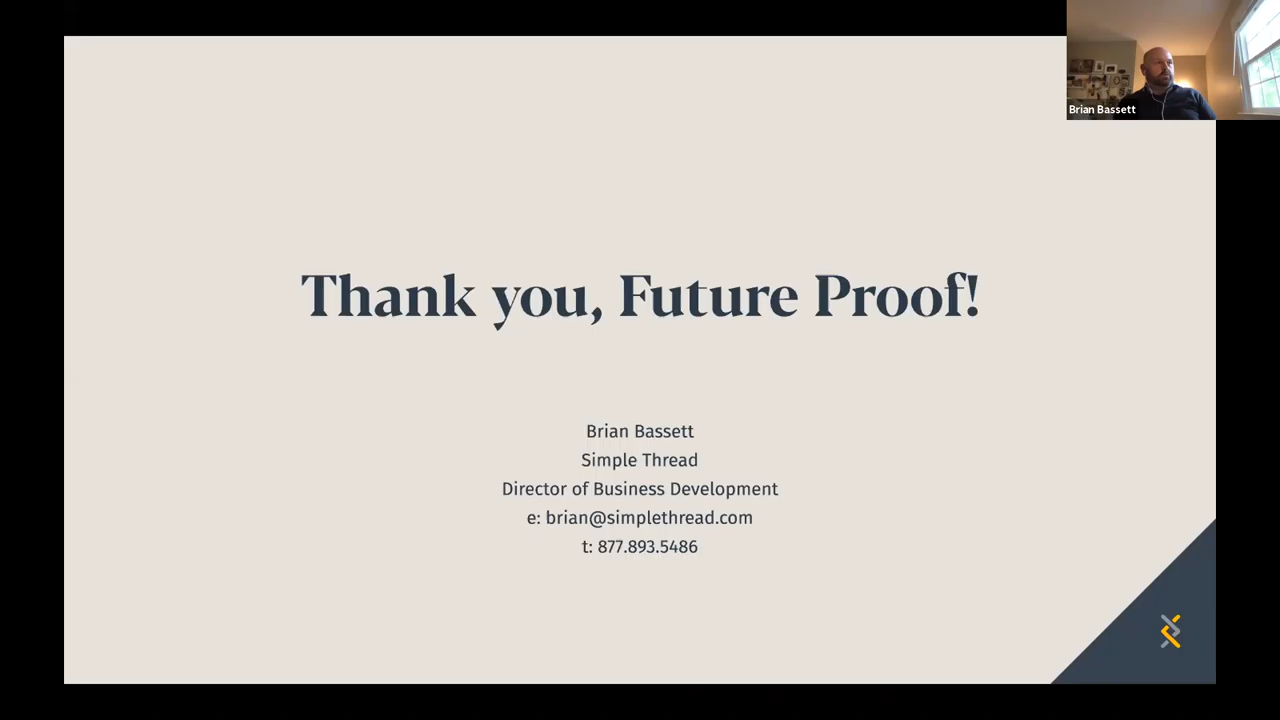 Brian Bassett
Thank you, Future Proof!
Brian Bassett
Simple Thread
Director of Business Development
e: brian@simplethread.com
t: 877.893.5486